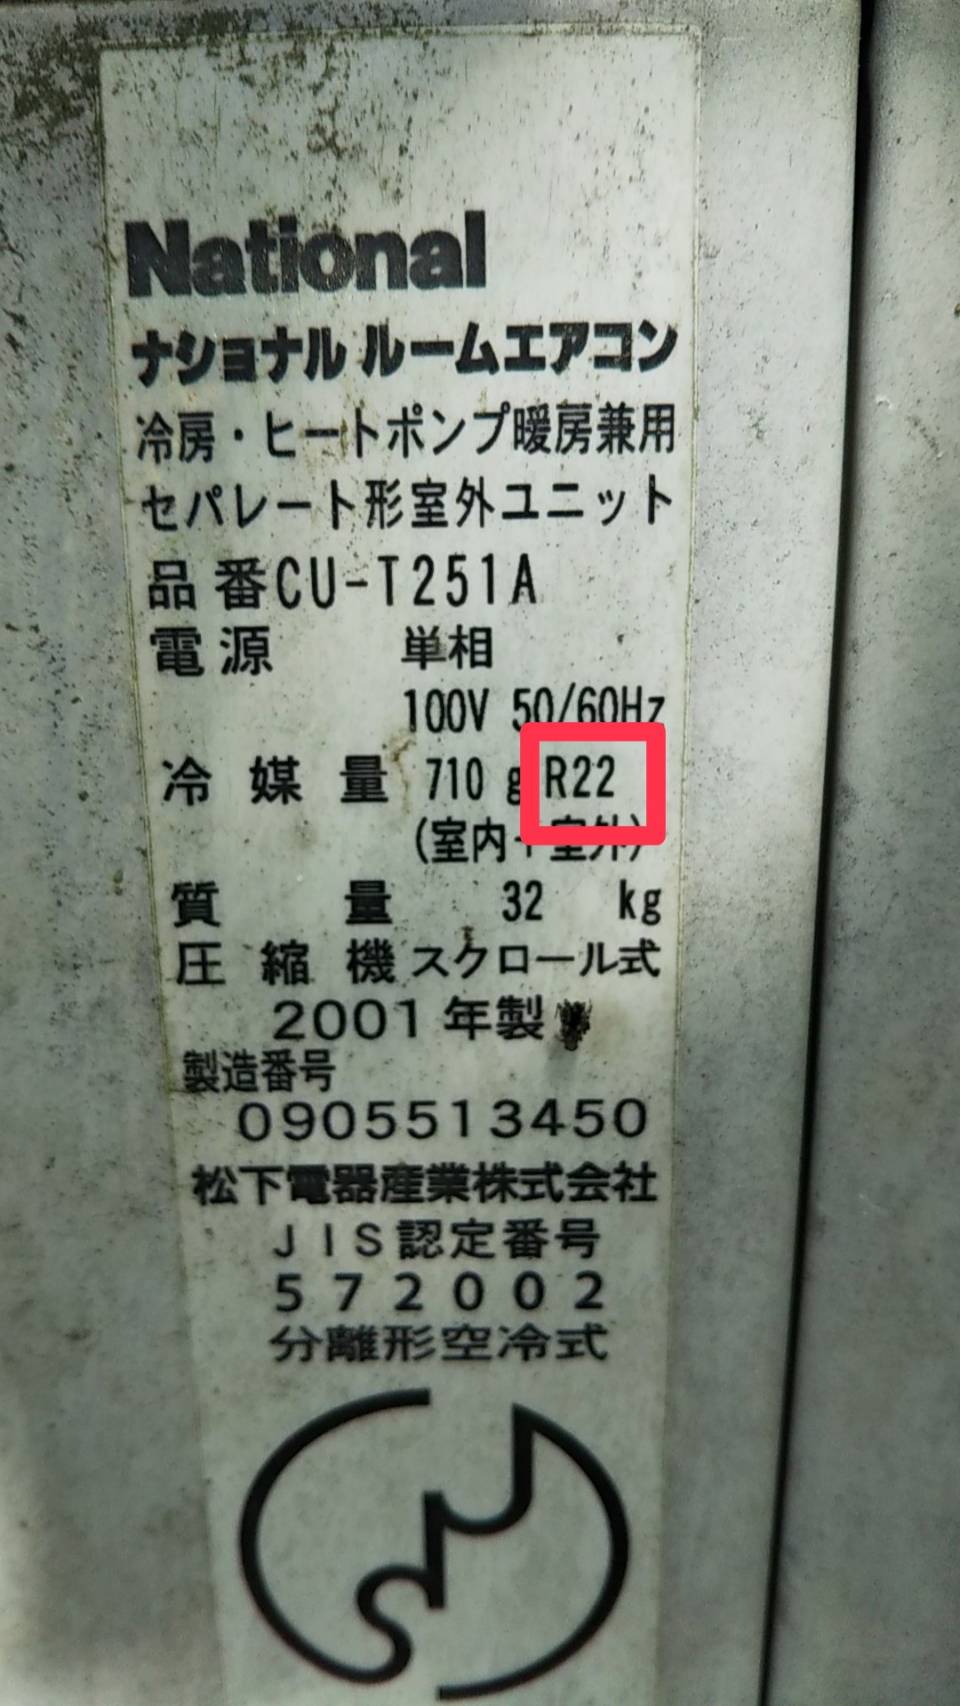 National
ナショナル ルームエアコン
冷房・ヒートポンプ暖房兼用
セパレート形室外ユニット
品番CU-T251A
電源 単相
100V 50/60Hz
冷媒量 710 g R22
(室内+室外)
質量 32 kg
圧縮機 スクロール式
2001年製
製造番号
0905513450
松下電器産業株式会社
JIS認定番号
572002
分離形空冷式